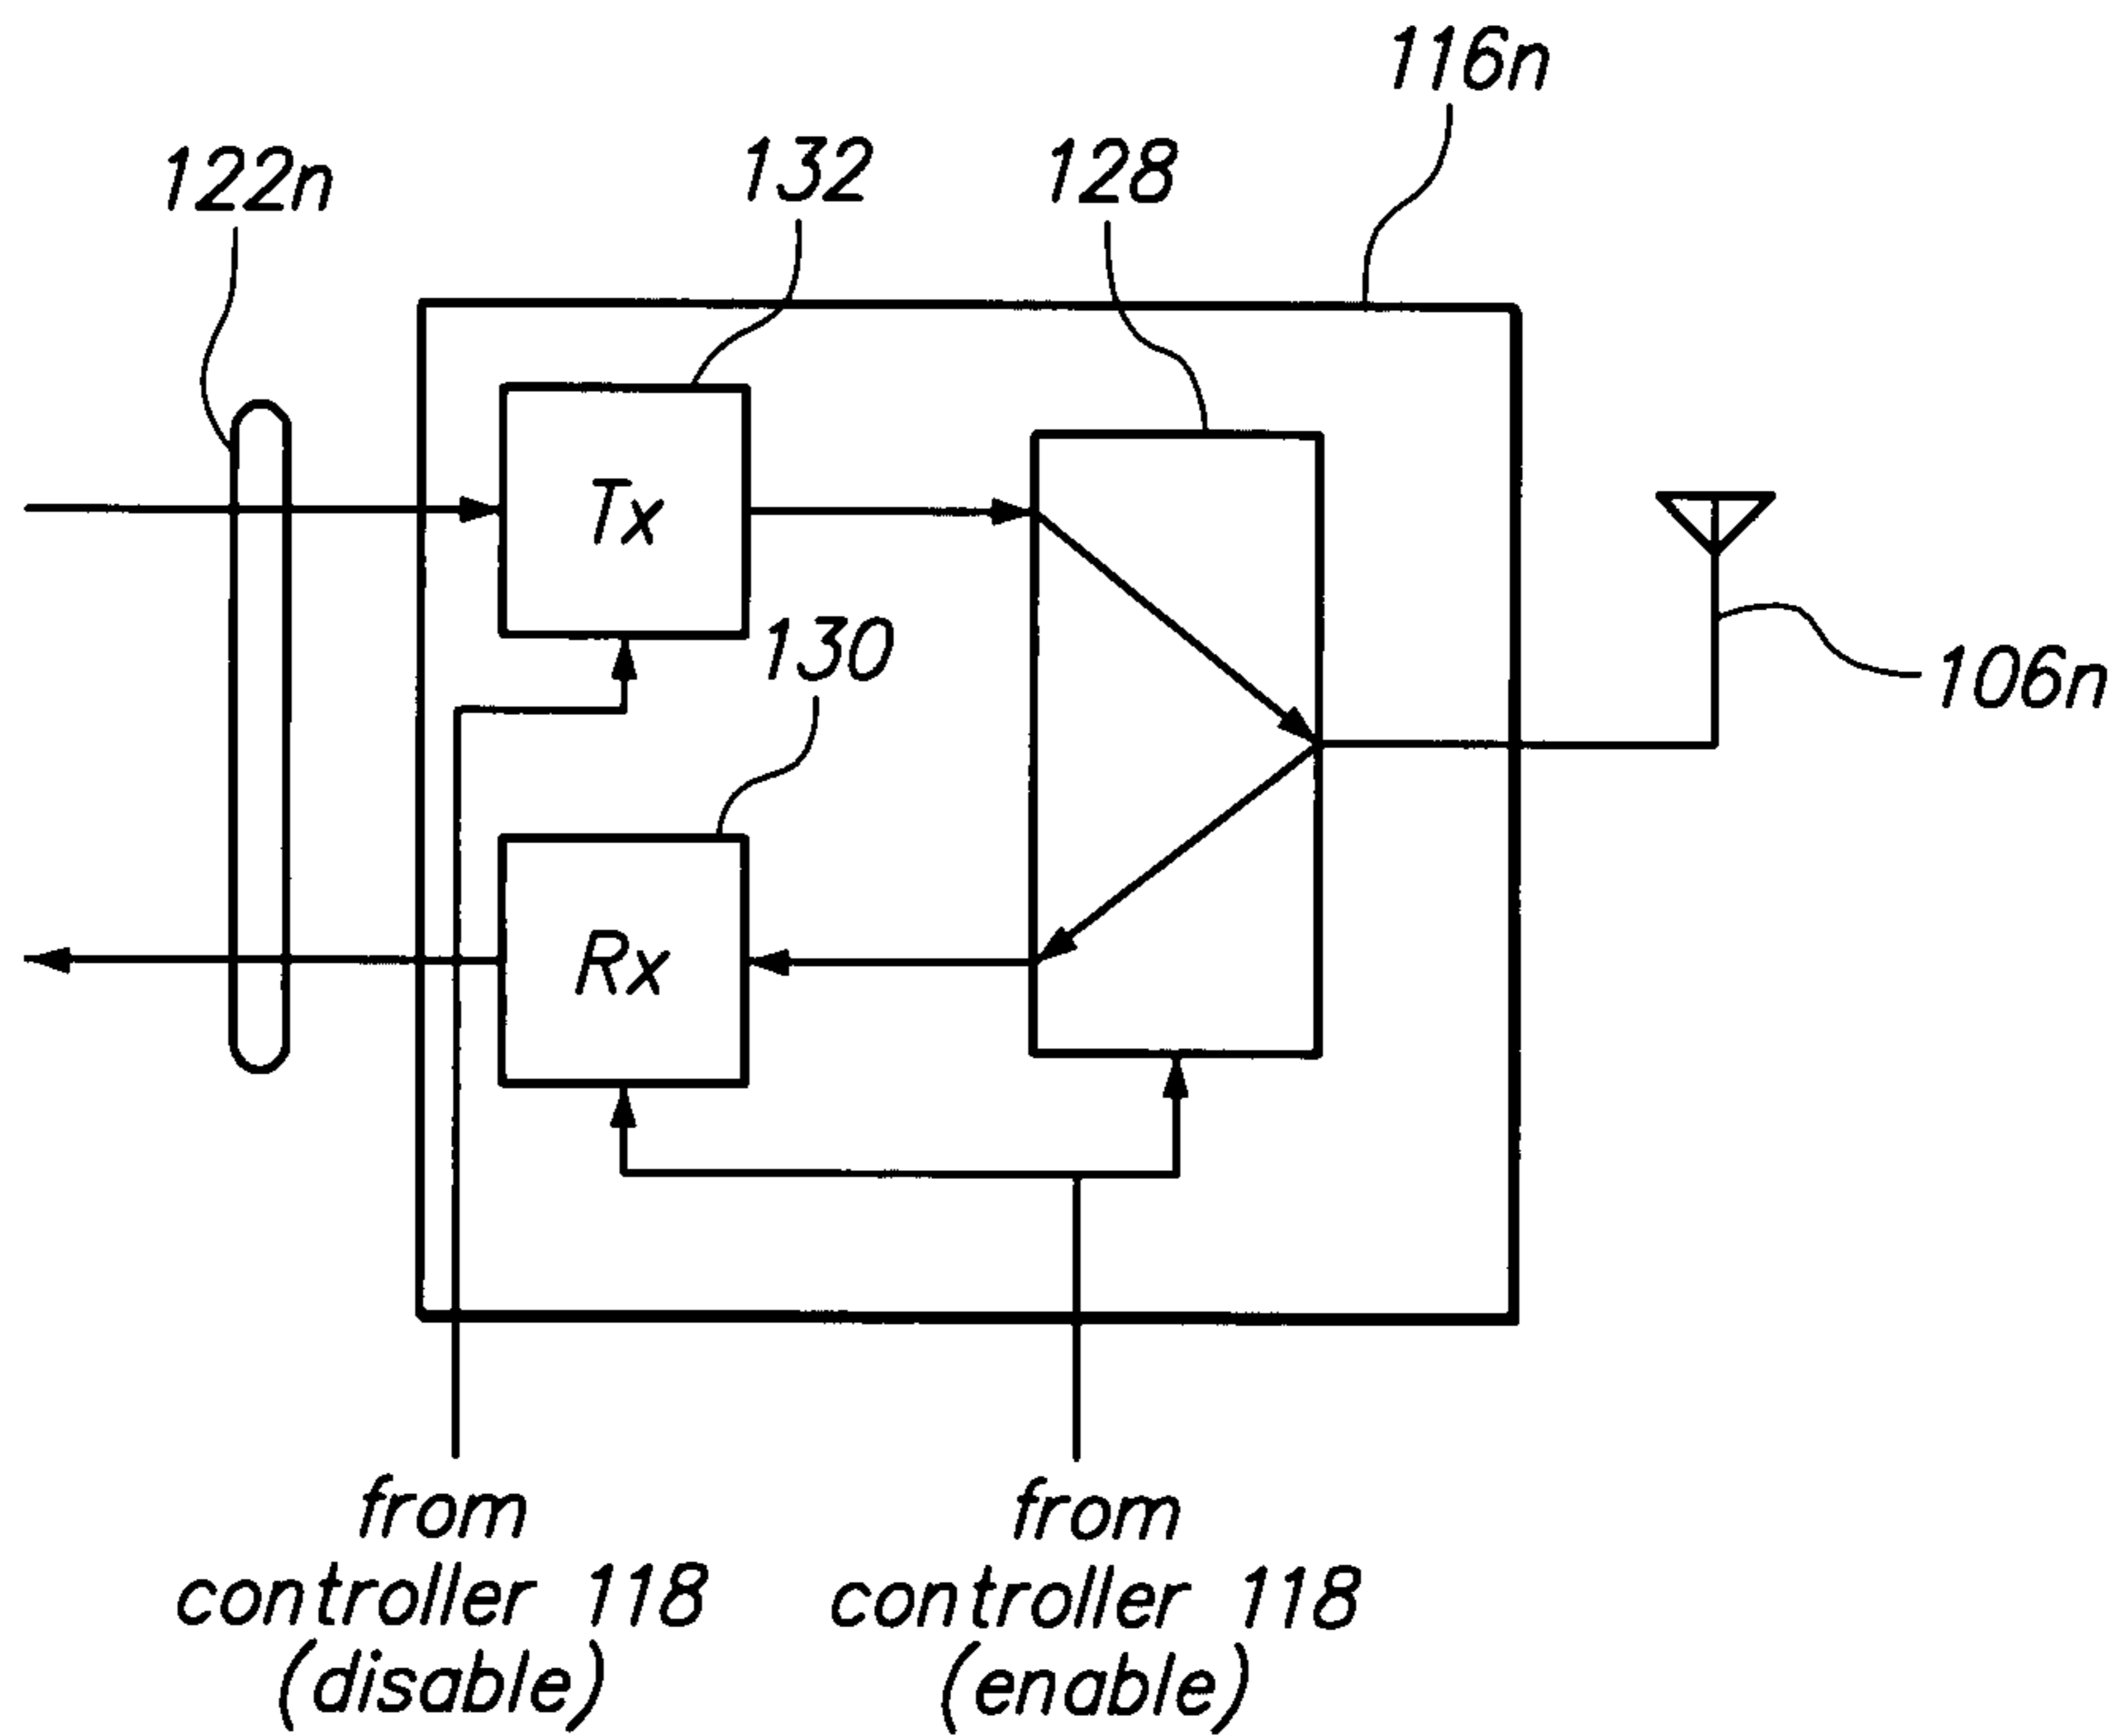 116n
122n
132
128
Tx
130
106n
Rx
from
controller 118
(disable)
from
controller 118
(enable)